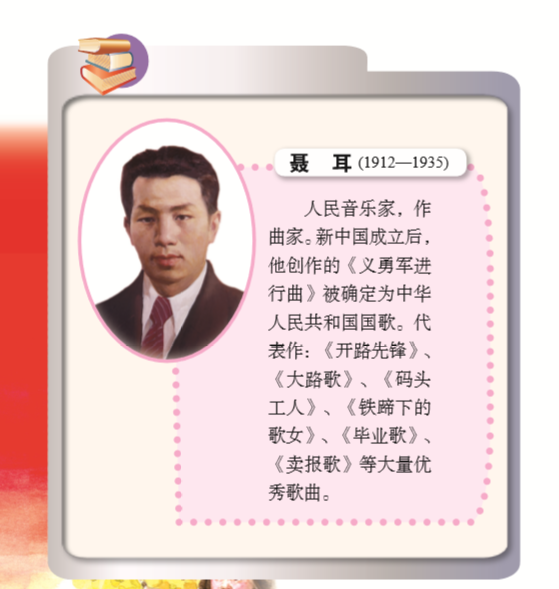 聂 耳 (1912—1935)
人民音乐家，作
曲家。新中国成立后，
他创作的《义勇军进
行曲》被确定为中华
人民共和国国歌。代
表作：《开路先锋》、
《大路歌》、《码头
工人》、《铁蹄下的
歌女》、《毕业歌》、
《卖报歌》等大量优
秀歌曲。